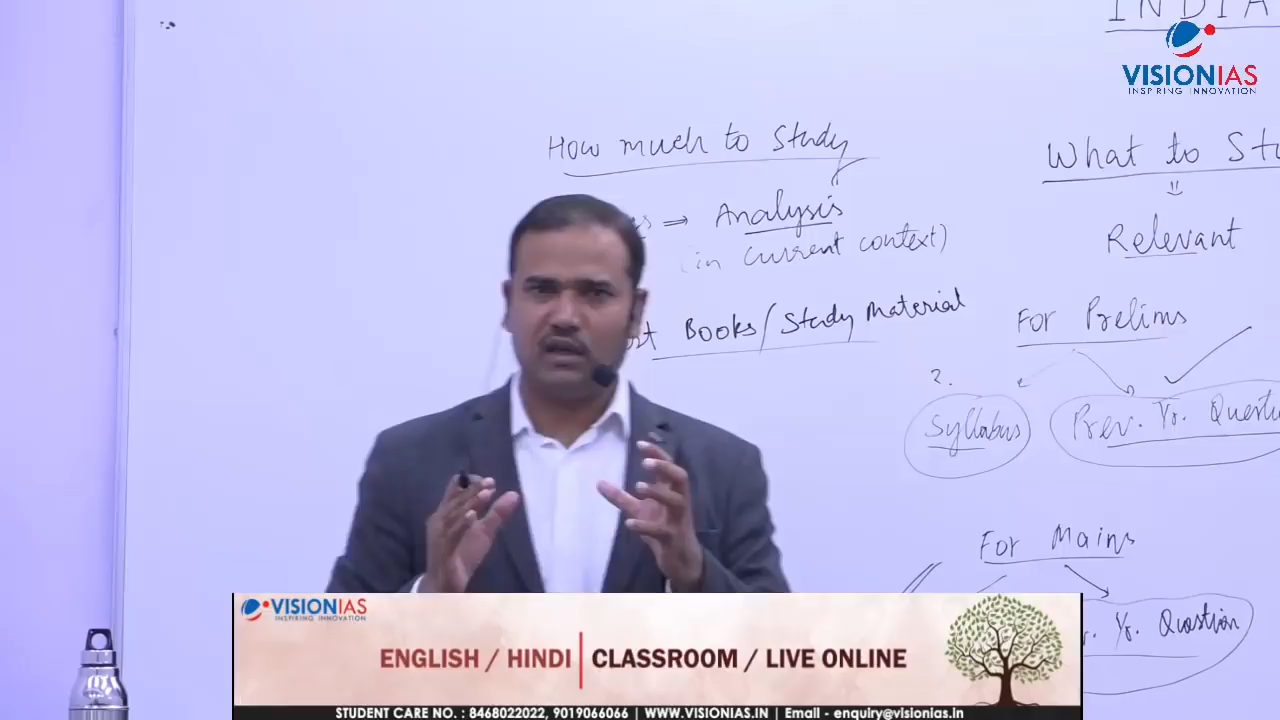 INDIA
VISIONIAS
INSPIRING INNOVATION
How much to Study
⇒ Analysis
(in current context)
Books/Study Material
What to
Relevant
For Prelims
2.
Syllabus
Prev. Yr.
For Mains
Yr. Question
VISIONIAS
INSPIRING INNOVATION
ENGLISH / HINDI | CLASSROOM / LIVE ONLINE
STUDENT CARE NO. : 8468022022, 9019066066 | WWW.VISIONIAS.IN | Email - enquiry@visionias.in